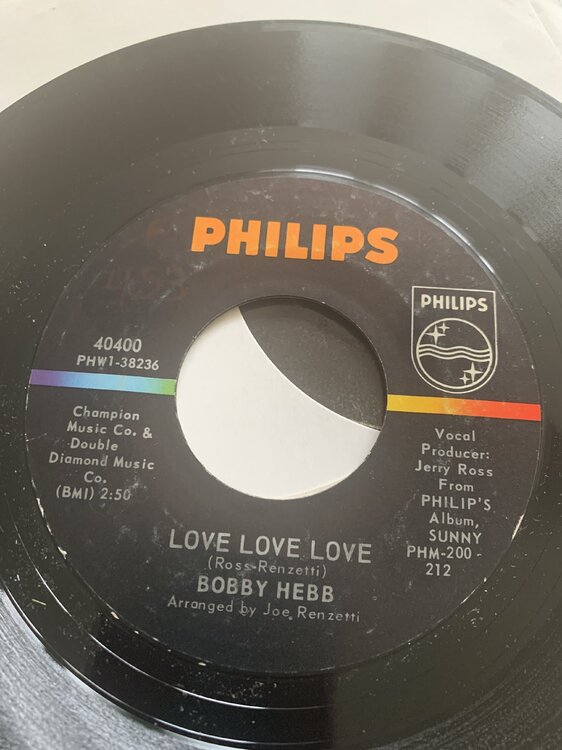 PHILIPS
PHILIPS
40400
PHW1-38236
Champion
Music Co. &
Double
Diamond Music
Co.
(BMI) 2:50
Vocal
Producer:
Jerry Ross
From
PHILIP'S
Album,
SUNNY
PHM-200-
212
LOVE LOVE LOVE
(Ross-Renzetti)
BOBBY HEBB
Arranged by Joe Renzetti